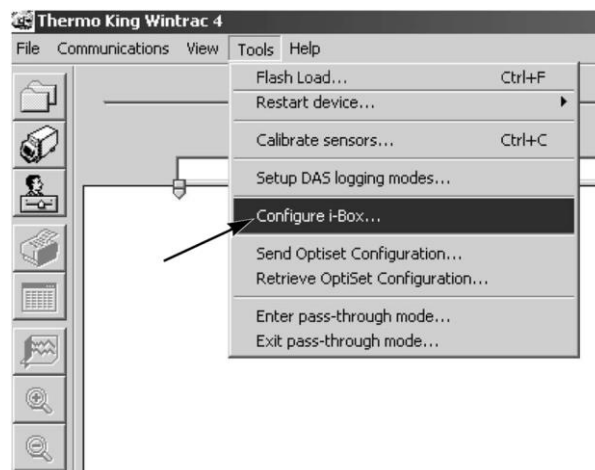 Thermo King Wintrac 4
File Communications View Tools Help
Flash Load... Ctrl+F
Restart device...
Calibrate sensors... Ctrl+C
Setup DAS logging modes...
Configure i-Box...
Send Optiset Configuration...
Retrieve OptiSet Configuration...
Enter pass-through mode...
Exit pass-through mode...